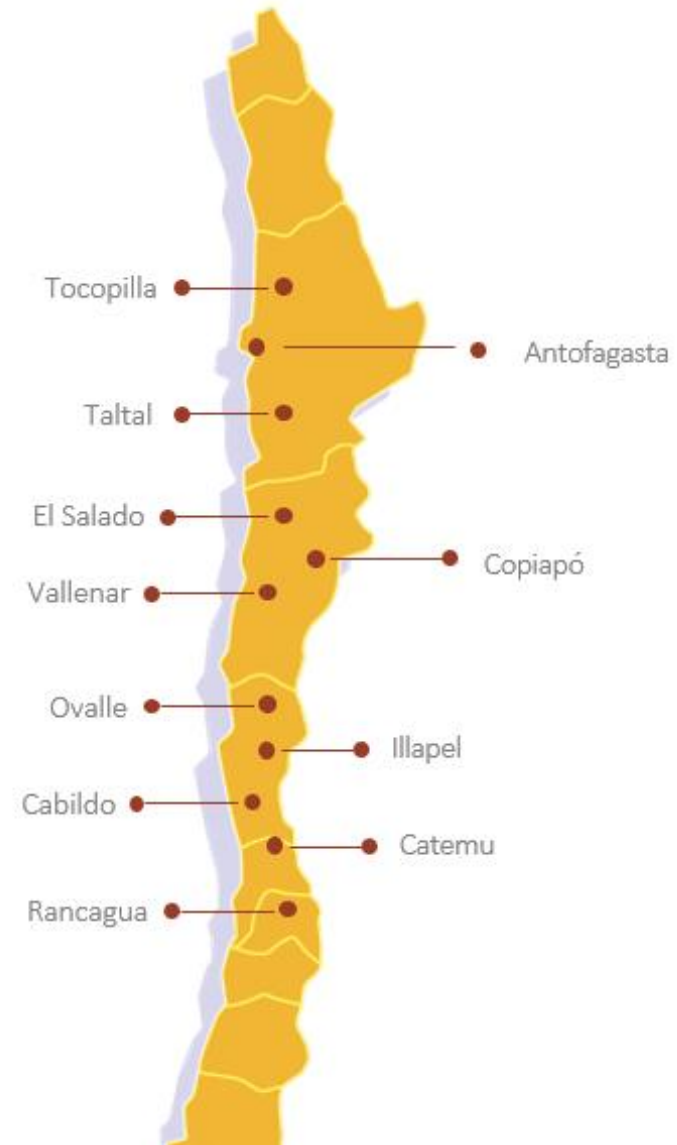 Tocopilla
Antofagasta
Taltal
El Salado
Copiapó
Vallenar
Ovalle
Illapel
Cabildo
Catemu
Rancagua